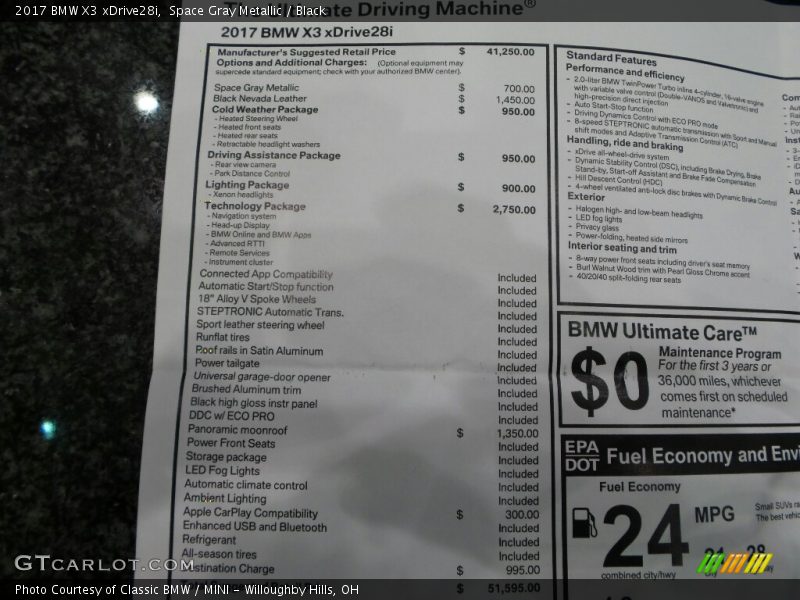 2017 BMW X3 xDrive28i, Space Gray Metallic / Black
Ultimate Driving Machine®
2017 BMW X3 xDrive28i
Manufacturer's Suggested Retail Price $ 41,250.00
Options and Additional Charges: (Optional equipment may
supercede standard equipment; check with your authorized BMW center).
Space Gray Metallic $ 700.00
Black Nevada Leather $ 1,450.00
Cold Weather Package $ 950.00
- Heated Steering Wheel
- Heated front seats
- Heated rear seats
- Retractable headlight washers
Driving Assistance Package $ 950.00
- Rear view camera
- Park Distance Control
Lighting Package $ 900.00
- Xenon headlights
Technology Package $ 2,750.00
- Navigation system
- Head-up Display
- BMW Online and BMW Apps
- Advanced RTTI
- Remote Services
- Instrument cluster
Connected App Compatibility Included
Automatic Start/Stop function Included
18" Alloy V Spoke Wheels Included
STEPTRONIC Automatic Trans. Included
Sport leather steering wheel Included
Runflat tires Included
Roof rails in Satin Aluminum Included
Power tailgate Included
Universal garage-door opener Included
Brushed Aluminum trim Included
Black high gloss instr panel Included
DDC w/ ECO PRO Included
Panoramic moonroof $ 1,350.00
Power Front Seats Included
Storage package Included
LED Fog Lights Included
Automatic climate control Included
Ambient Lighting Included
Apple CarPlay Compatibility $ 300.00
Enhanced USB and Bluetooth Included
Refrigerant Included
All-season tires Included
Destination Charge $ 995.00
$ 51,595.00
Standard Features
Performance and efficiency
- 2.0-liter BMW TwinPower Turbo inline 4-cylinder, 16-valve engine
with variable valve control (Double-VANOS and Valvetronic) and
high-precision direct injection
- Auto Start-Stop function
- Driving Dynamics Control with ECO PRO mode
- 8-speed STEPTRONIC automatic transmission with Sport and Manual
shift modes and Adaptive Transmission Control (ATC)
Handling, ride and braking
- xDrive all-wheel-drive system
- Dynamic Stability Control (DSC), including Brake Drying, Brake
Stand-by, Start-off Assistant and Brake Fade Compensation
- Hill Descent Control (HDC)
- 4-wheel ventilated anti-lock disc brakes with Dynamic Brake Control
Exterior
- Halogen high- and low-beam headlights
- LED fog lights
- Privacy glass
- Power-folding, heated side mirrors
Interior seating and trim
- 8-way power front seats including driver's seat memory
- Burl Walnut Wood trim with Pearl Gloss Chrome accent
- 40/20/40 split-folding rear seats
BMW Ultimate Care™
$0 Maintenance Program
For the first 3 years or
36,000 miles, whichever
comes first on scheduled
maintenance*
EPA
DOT Fuel Economy and Envi
Fuel Economy
24 MPG
Small SUVs ra
The best vehic
combined city/hwy
GTcarlot.com
Photo Courtesy of Classic BMW / MINI – Willoughby Hills, OH